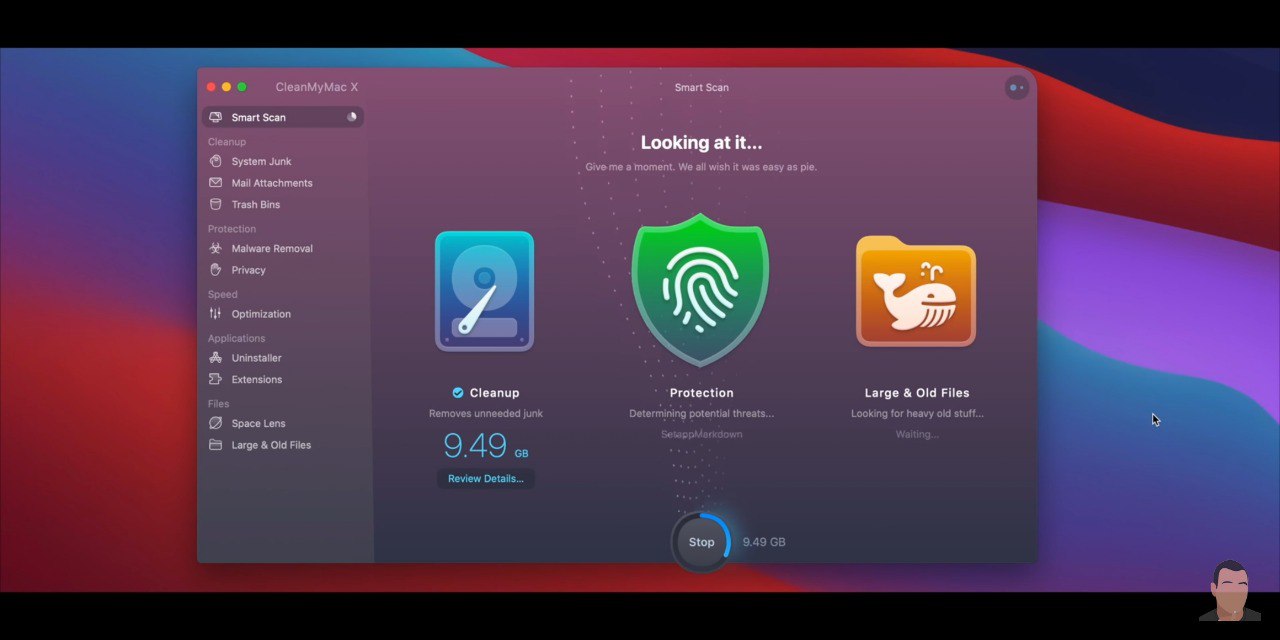 CleanMyMac X
Smart Scan
Smart Scan
Cleanup
System Junk
Mail Attachments
Trash Bins
Protection
Malware Removal
Privacy
Speed
Optimization
Applications
Uninstaller
Extensions
Files
Space Lens
Large & Old Files
Looking at it...
Give me a moment. We all wish it was easy as pie.
Cleanup
Removes unneeded junk
9.49 GB
Review Details...
Protection
Determining potential threats...
SetappMarkdown
Large & Old Files
Looking for heavy old stuff...
Waiting...
Stop
9.49 GB